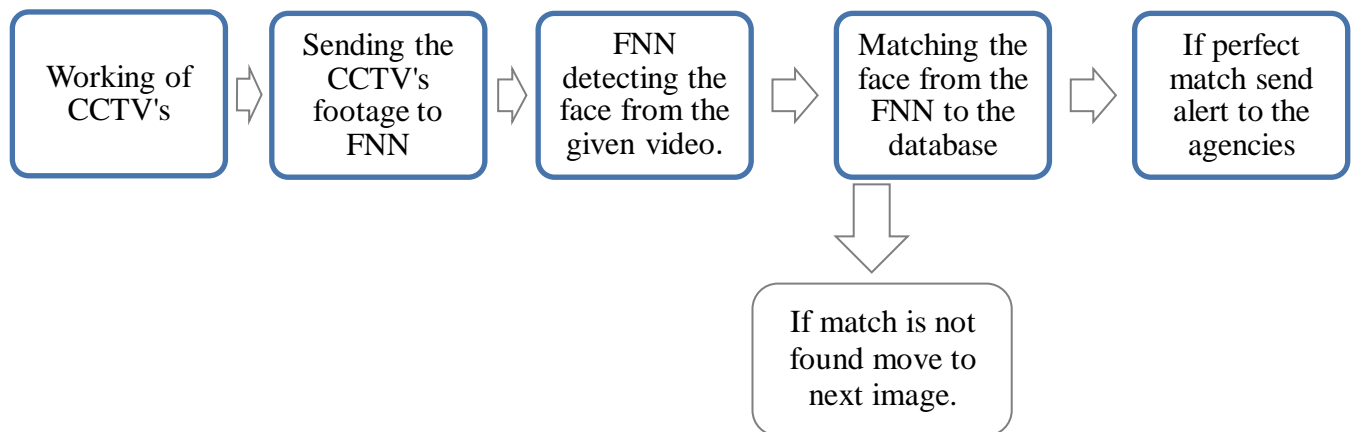 Working of
CCTV's
Sending the
CCTV's
footage to
FNN
FNN
detecting the
face from the
given video.
Matching the
face from the
FNN to the
database
If perfect
match send
alert to the
agencies
If match is not
found move to
next image.